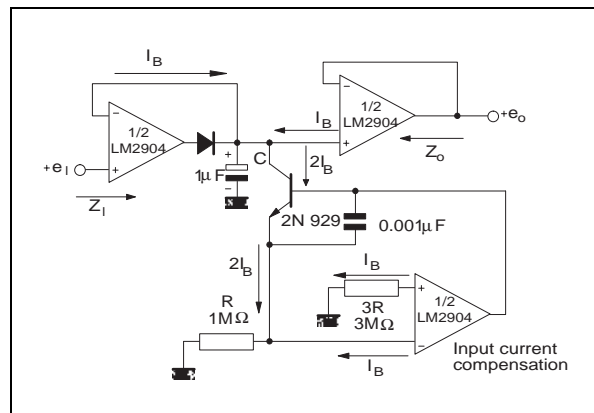 I_B
1/2
LM2904
+e_I
Z_I
+
1μF
−
C
I_B
2I_B
1/2
LM2904
+e_o
Z_o
2N 929
0.001μF
2I_B
R
1MΩ
I_B
3R
3MΩ
1/2
LM2904
I_B
Input current
compensation